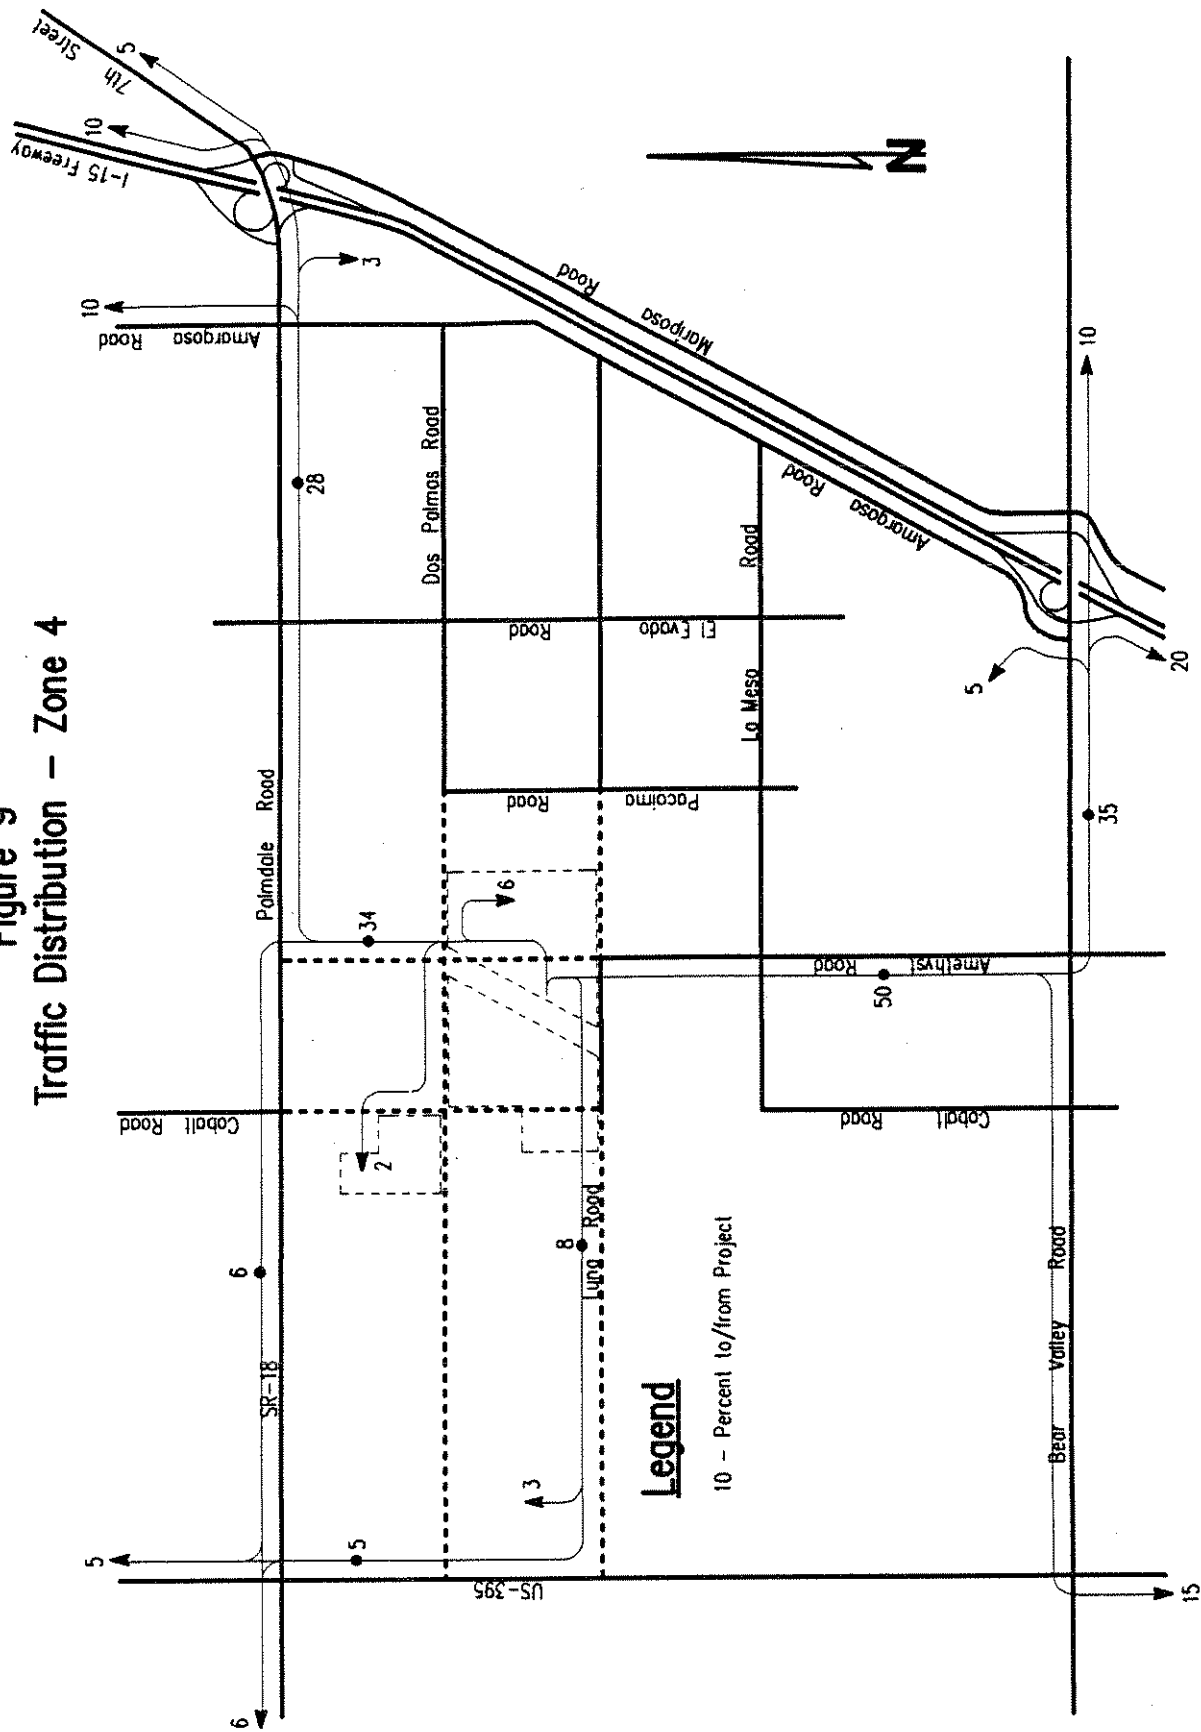 Figure 9
Traffic Distribution – Zone 4
7th
Street
I-15 Freeway
5
10
10
3
Amargosa
Road
28
Palmdale Road
Dos Palmas Road
Mariposa
Road
Amargosa
Road
El Evado
Road
La Mesa Road
Pacoima
Road
34
6
2
Cobalt
Road
6
SR-18
8
Luna Road
3
5
5
6
US-395
Amethyst
Road
50
Cobalt
Road
Bear Valley Road
35
5
20
10
15
N
Legend
10 – Percent to/from Project